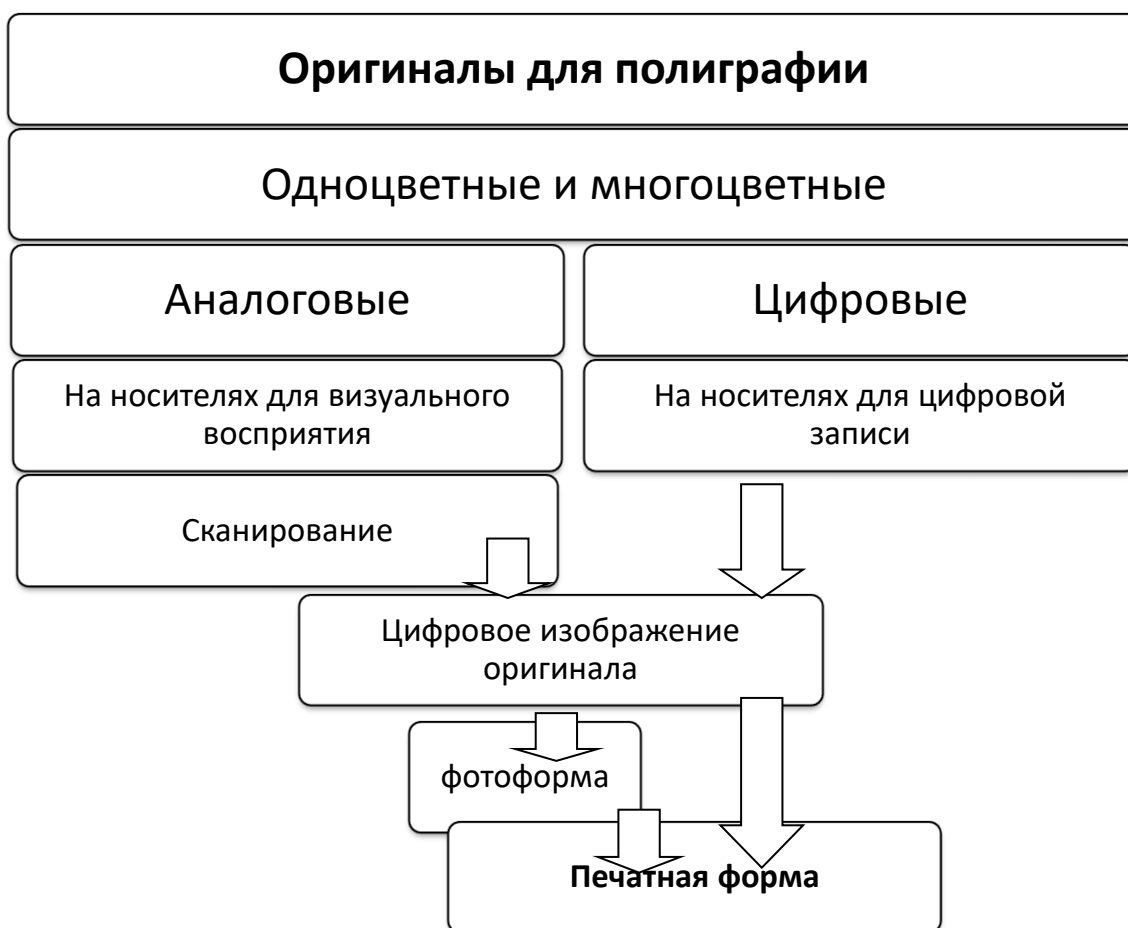 Оригиналы для полиграфии
Одноцветные и многоцветные
Аналоговые
Цифровые
На носителях для визуального
восприятия
На носителях для цифровой
записи
Сканирование
Цифровое изображение
оригинала
фотоформа
Печатная форма